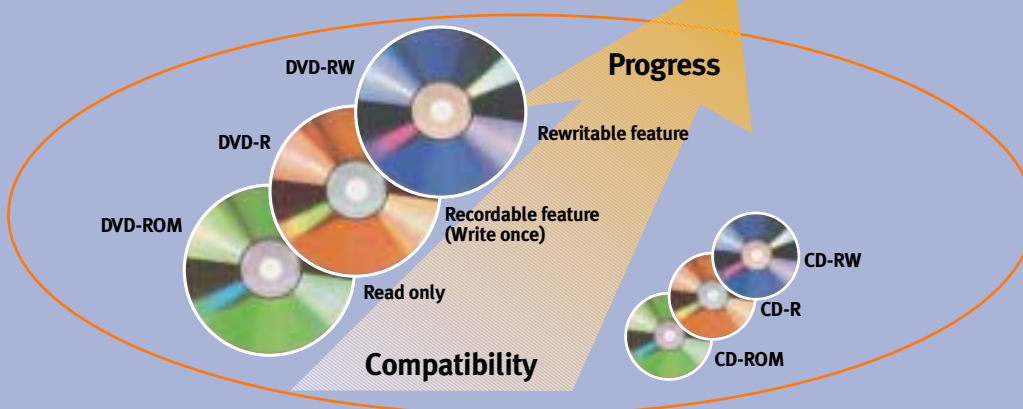 DVD-RW
Progress
Rewritable feature
DVD-R
DVD-ROM
Recordable feature
(Write once)
Read only
CD-RW
CD-R
CD-ROM
Compatibility